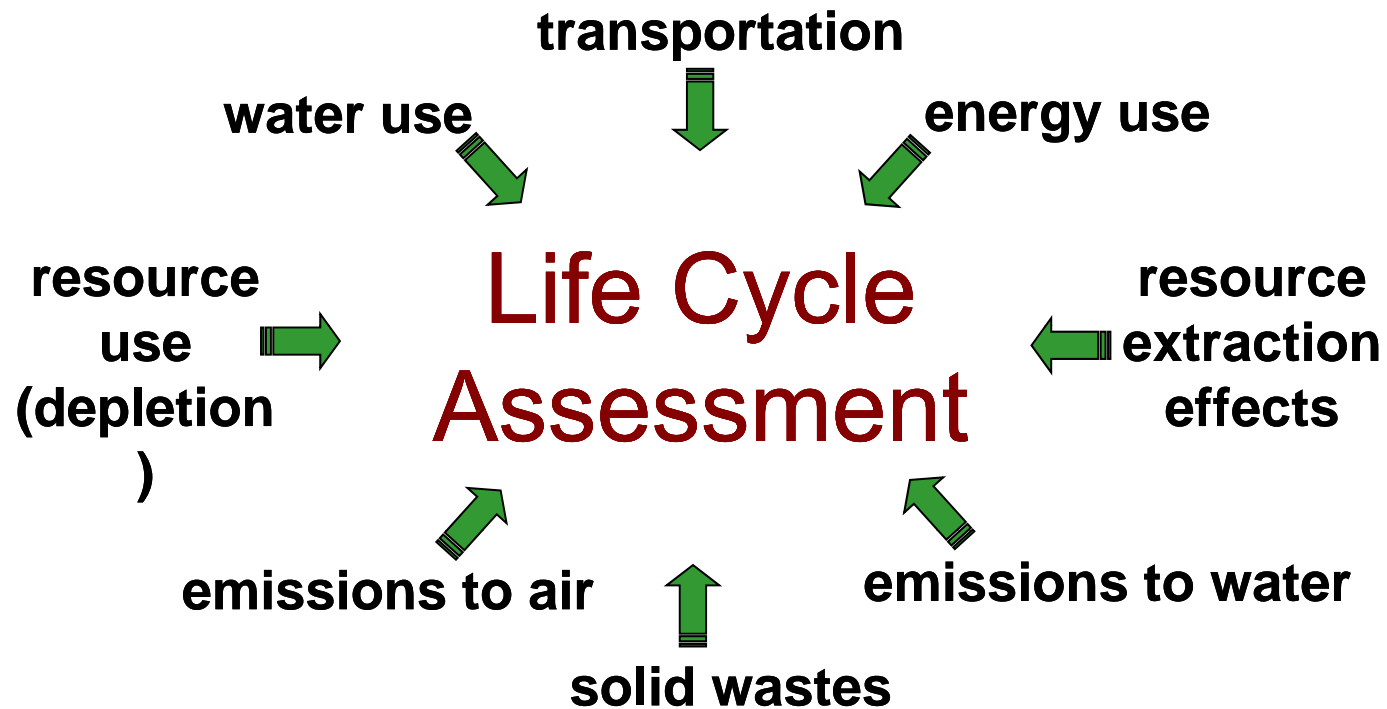 transportation
water use
energy use
Life Cycle
Assessment
resource
use
(depletion
)
resource
extraction
effects
emissions to air
emissions to water
solid wastes